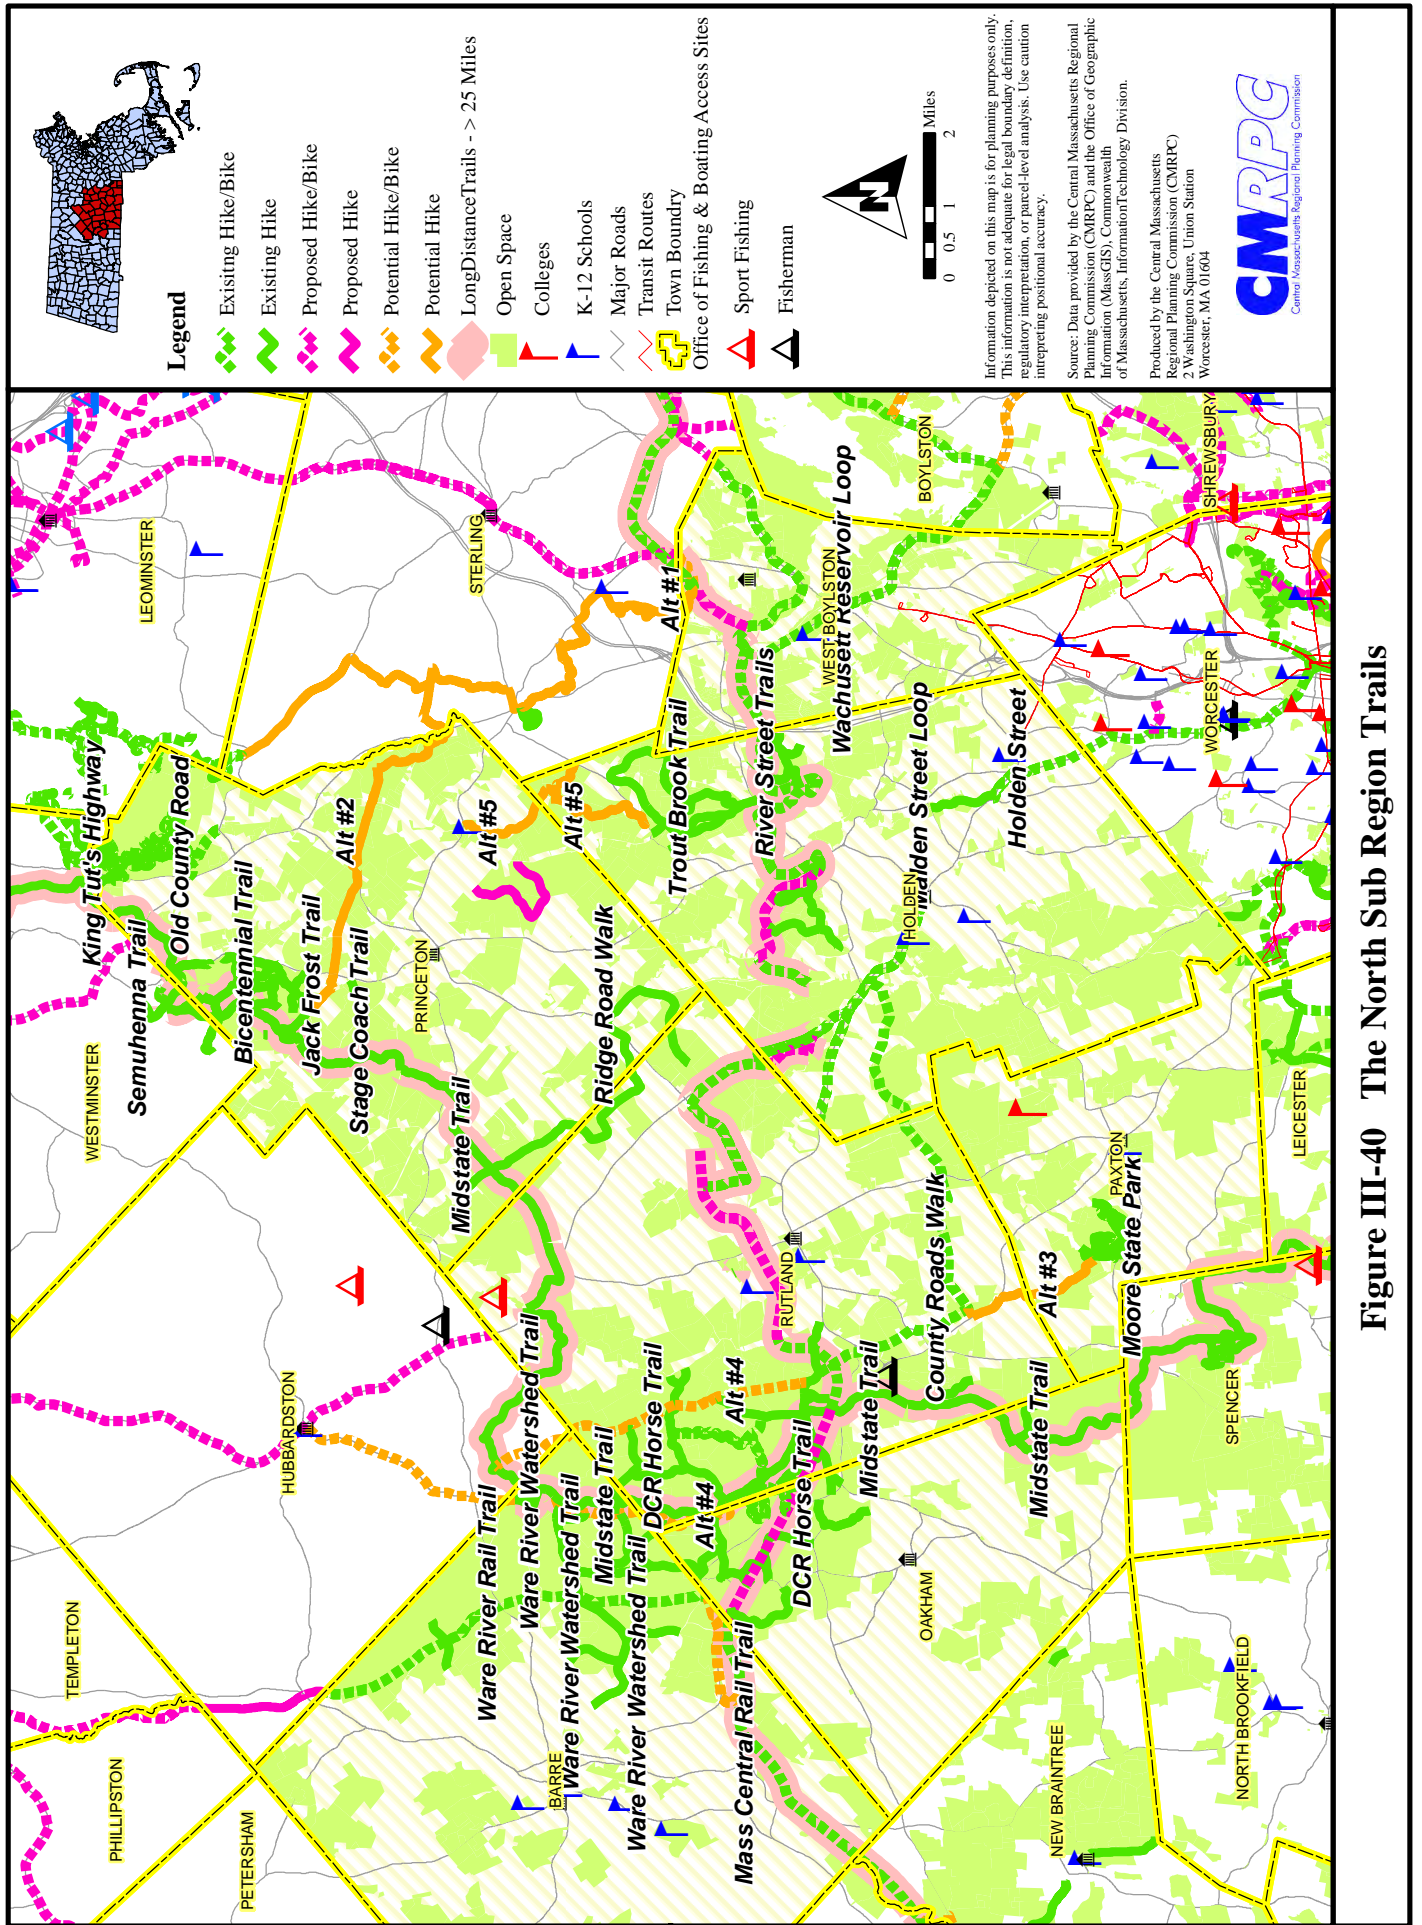 Legend
Exisitng Hike/Bike
Existing Hike
Proposed Hike/Bike
Proposed Hike
Potential Hike/Bike
Potential Hike
LongDistanceTrails - > 25 Miles
Open Space
Colleges
K-12 Schools
Major Roads
Transit Routes
Town Boundry
Office of Fishing & Boating Access Sites
Sport Fishing
Fisherman
N
0 0.5 1 2
Miles
Information depicted on this map is for planning purposes only.
This information is not adequate for legal boundary definition,
regulatory interpretation, or parcel-level analysis. Use caution
intrepreting positional accuracy.
Source: Data provided by the Central Massachusetts Regional
Planning Commission (CMRPC) and the Office of Geographic
Information (MassGIS), Commonwealth
of Massachusetts, InformationTechnology Division.
Produced by the Central Massachusetts
Regional Planning Commission (CMRPC)
2 Washington Square, Union Station
Worcester, MA 01604
CMRPC
Central Massachusetts Regional Planning Commission
PHILLIPSTON
TEMPLETON
PETERSHAM
WESTMINSTER
LEOMINSTER
King Tut's Highway
Semuhenna Trail
Old County Road
Bicentennial Trail
Jack Frost Trail
Alt #2
Stage Coach Trail
HUBBARDSTON
PRINCETON
STERLING
Midstate Trail
Alt #5
Alt #5
Ware River Rail Trail
Ware River Watershed Trail
BARRE
Ware River Watershed Trail
Midstate Trail
Ridge Road Walk
Ware River Watershed Trail
DCR Horse Trail
Trout Brook Trail
Alt #1
Alt #4
Alt #4
Mass Central Rail Trail
River Street Trails
RUTLAND
DCR Horse Trail
WEST BOYLSTON
Wachusett Reservoir Loop
Midstate Trail
HOLDEN
Malden Street Loop
BOYLSTON
OAKHAM
County Roads Walk
Holden Street
Midstate Trail
Alt #3
NEW BRAINTREE
PAXTON
Moore State Park
WORCESTER
SHREWSBURY
NORTH BROOKFIELD
SPENCER
LEICESTER
Figure III-40 The North Sub Region Trails